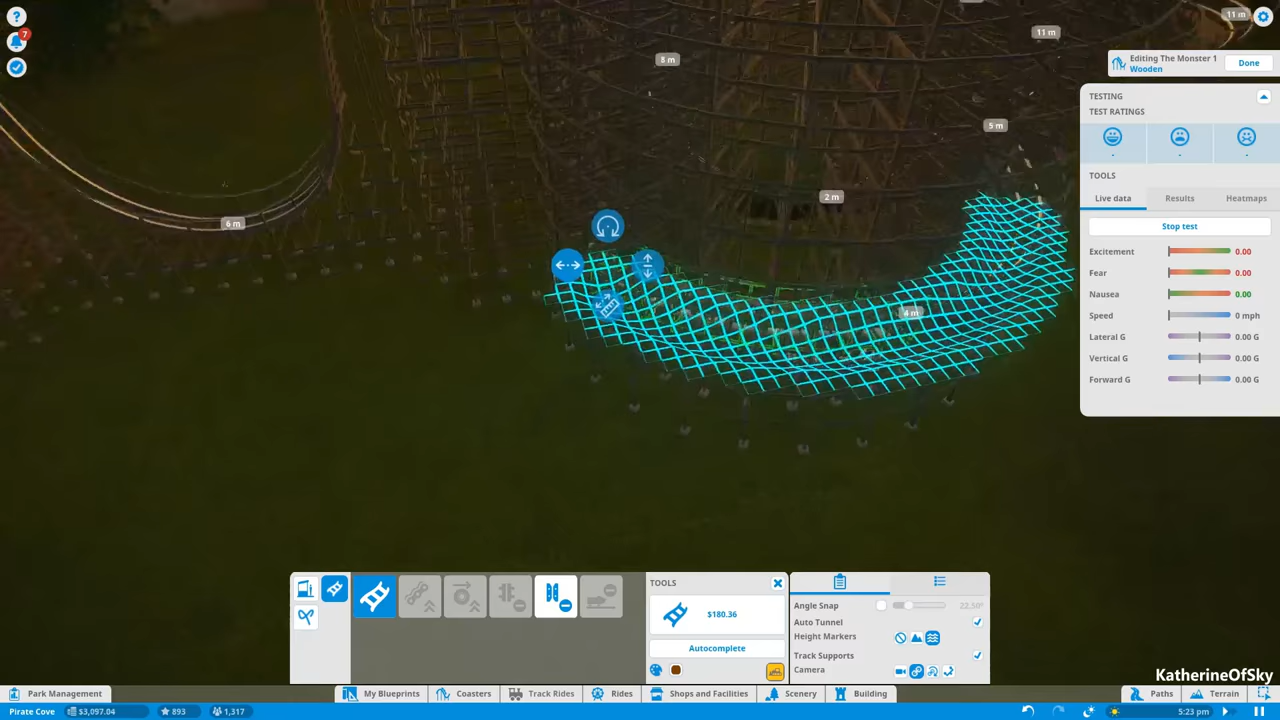 ?
7
11 m
11 m
8 m
Editing The Monster 1
Wooden
Done
TESTING
TEST RATINGS
5 m
-
-
-
TOOLS
2 m
Live data
Results
Heatmaps
6 m
Stop test
Excitement
0.00
Fear
0.00
Nausea
0.00
4 m
Speed
0 mph
Lateral G
0.00 G
Vertical G
0.00 G
Forward G
0.00 G
TOOLS
$180.36
Autocomplete
Angle Snap
22.50°
Auto Tunnel
Height Markers
Track Supports
Camera
KatherineOfSky
Park Management
My Blueprints
Coasters
Track Rides
Rides
Shops and Facilities
Scenery
Building
Paths
Terrain
Pirate Cove
$3,097.04
893
1,317
5:23 pm